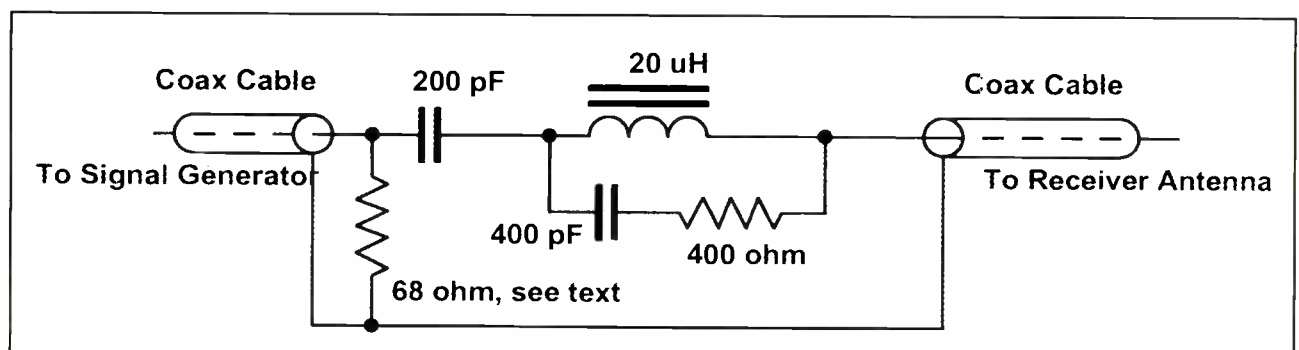 Coax Cable
200 pF
20 uH
Coax Cable
To Signal Generator
To Receiver Antenna
400 pF
400 ohm
68 ohm, see text